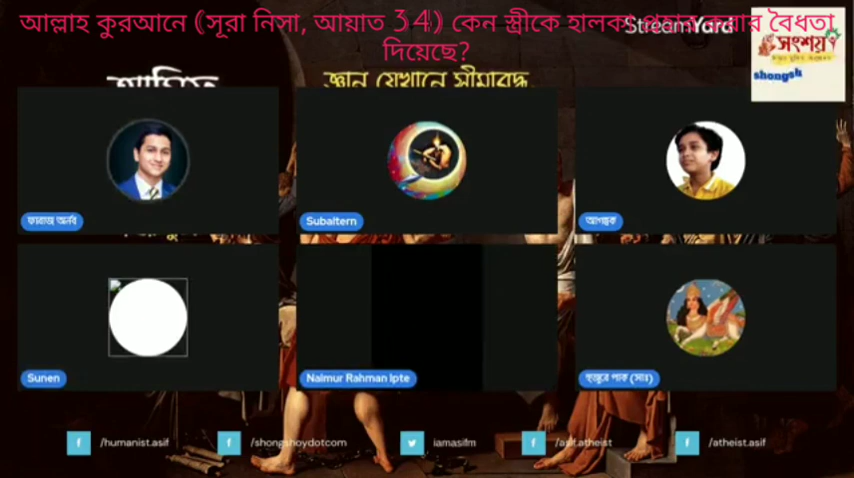 আল্লাহ কুরআনে (সূরা নিসা, আয়াত 34) কেন স্ত্রীকে হালকা প্রহার করার বৈধতা
দিয়েছে?
StreamYard
সংশয়
shongsh
জ্ঞান যেখানে সীমাবদ্ধ
ফারাজ অর্নব
Subaltern
আগন্তুক
Sunen
Naimur Rahman Ipte
হুজুরে পাক (সাঃ)
/humanist.asif
/shongshoydotcom
iamasifm
/asif.atheist
/atheist.asif